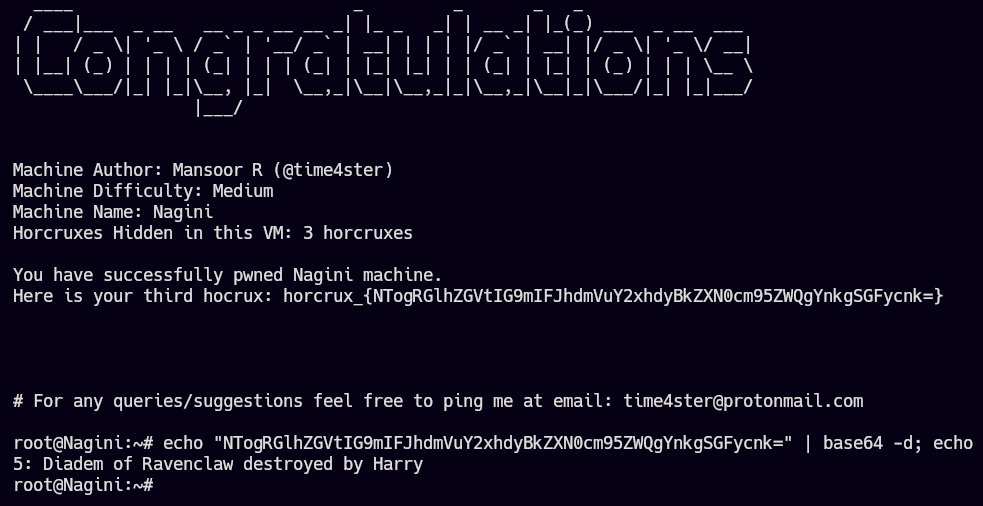 Congratulations
Machine Author: Mansoor R (@time4ster)
Machine Difficulty: Medium
Machine Name: Nagini
Horcruxes Hidden in this VM: 3 horcruxes
You have successfully pwned Nagini machine.
Here is your third hocrux: horcrux_{NTogRGlhZGVtIG9mIFJhdmVuY2xhdyBkZXN0cm95ZWQgYnkgSGFycnk=}
# For any queries/suggestions feel free to ping me at email: time4ster@protonmail.com
root@Nagini:~# echo "NTogRGlhZGVtIG9mIFJhdmVuY2xhdyBkZXN0cm95ZWQgYnkgSGFycnk=" | base64 -d; echo
5: Diadem of Ravenclaw destroyed by Harry
root@Nagini:~#